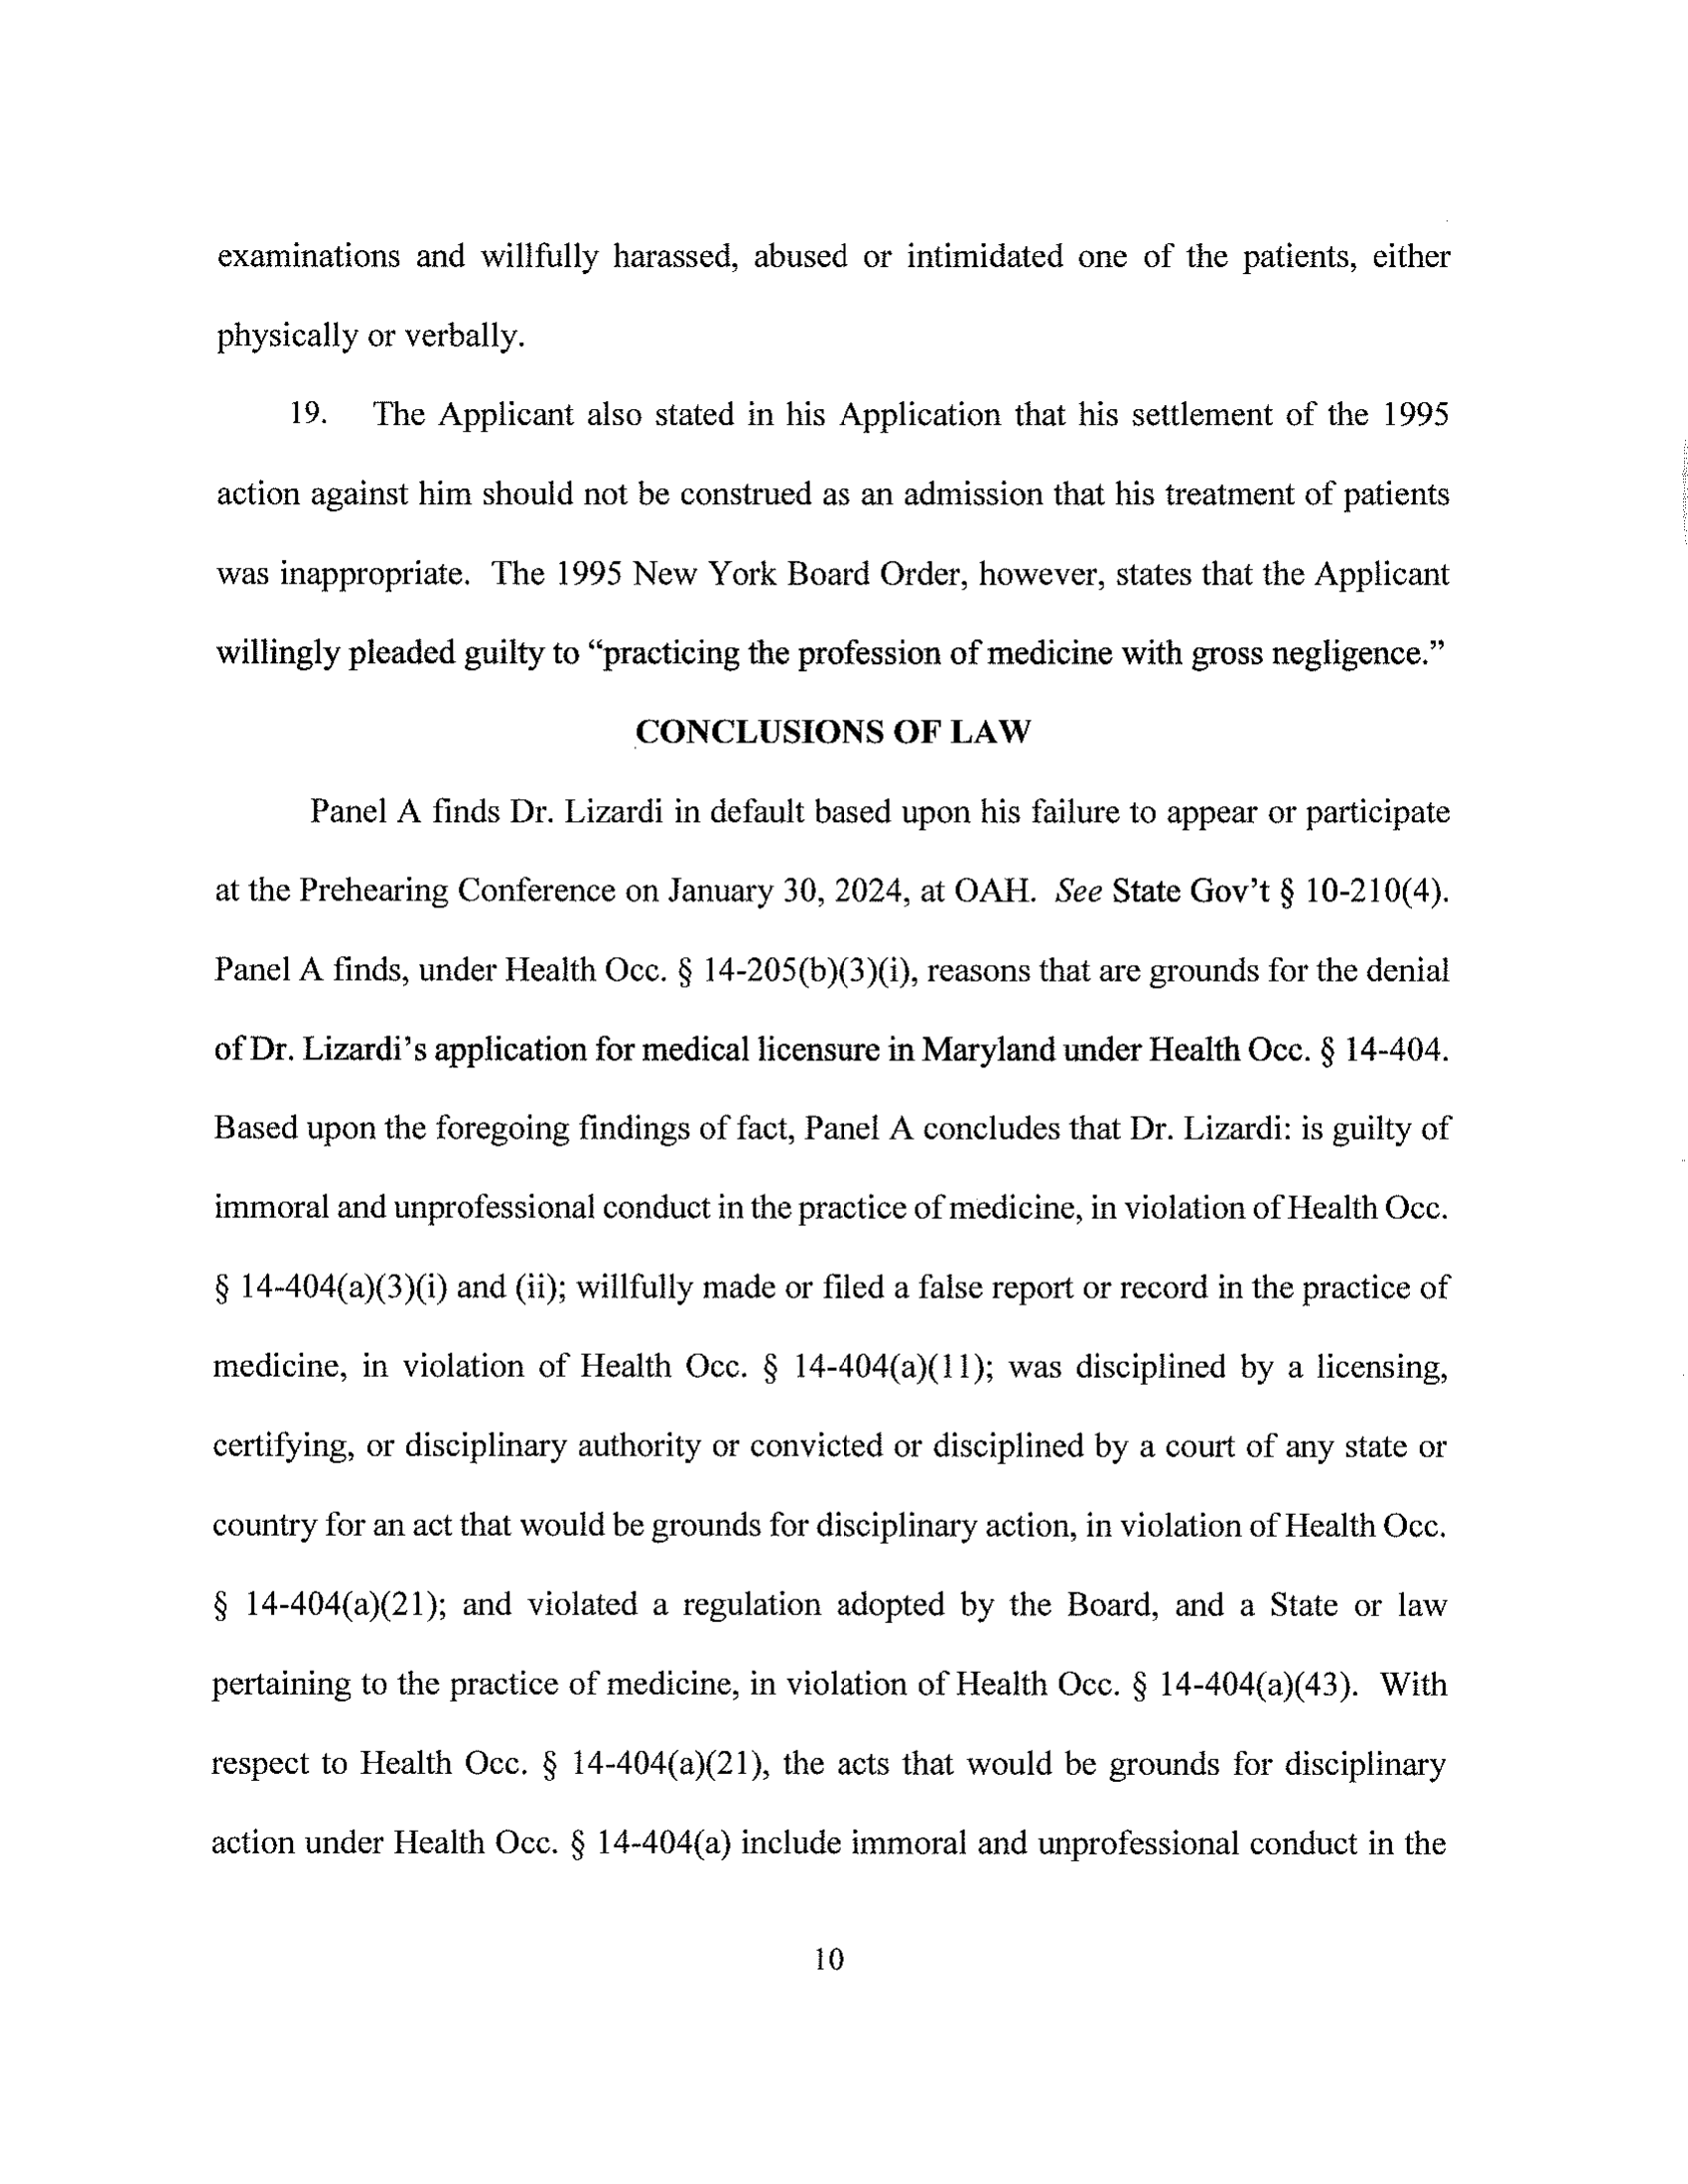 examinations and willfully harassed, abused or intimidated one of the patients, either
physically or verbally.
19. The Applicant also stated in his Application that his settlement of the 1995
action against him should not be construed as an admission that his treatment of patients
was inappropriate. The 1995 New York Board Order, however, states that the Applicant
willingly pleaded guilty to “practicing the profession of medicine with gross negligence.”
CONCLUSIONS OF LAW
Panel A finds Dr. Lizardi in default based upon his failure to appear or participate
at the Prehearing Conference on January 30, 2024, at OAH. See State Gov’t § 10-210(4).
Panel A finds, under Health Occ. § 14-205(b)(3)(i), reasons that are grounds for the denial
of Dr. Lizardi’s application for medical licensure in Maryland under Health Occ. § 14-404.
Based upon the foregoing findings of fact, Panel A concludes that Dr. Lizardi: is guilty of
immoral and unprofessional conduct in the practice of medicine, in violation of Health Occ.
§ 14-404(a)(3)(i) and (ii); willfully made or filed a false report or record in the practice of
medicine, in violation of Health Occ. § 14-404(a)(11); was disciplined by a licensing,
certifying, or disciplinary authority or convicted or disciplined by a court of any state or
country for an act that would be grounds for disciplinary action, in violation of Health Occ.
§ 14-404(a)(21); and violated a regulation adopted by the Board, and a State or law
pertaining to the practice of medicine, in violation of Health Occ. § 14-404(a)(43). With
respect to Health Occ. § 14-404(a)(21), the acts that would be grounds for disciplinary
action under Health Occ. § 14-404(a) include immoral and unprofessional conduct in the
10